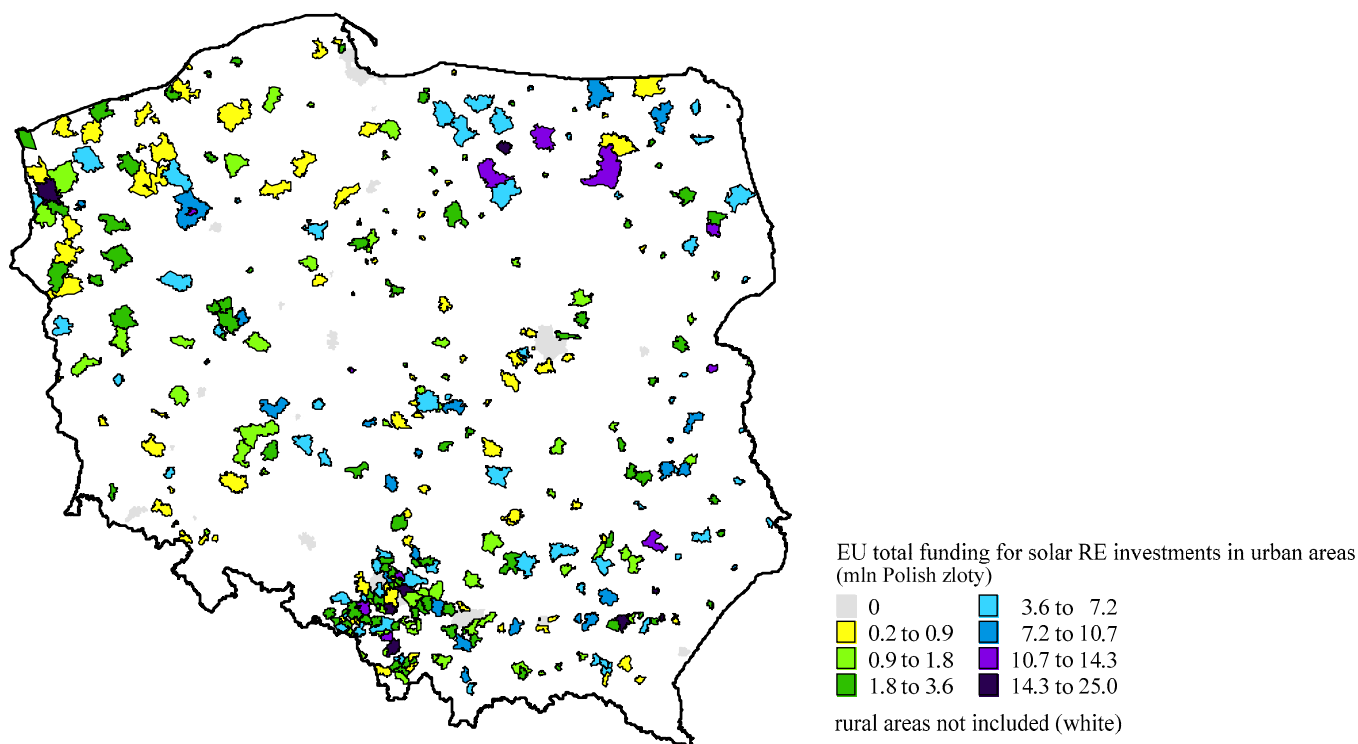 EU total funding for solar RE investments in urban areas
(mln Polish zloty)
0
0.2 to 0.9
0.9 to 1.8
1.8 to 3.6
3.6 to 7.2
7.2 to 10.7
10.7 to 14.3
14.3 to 25.0
rural areas not included (white)